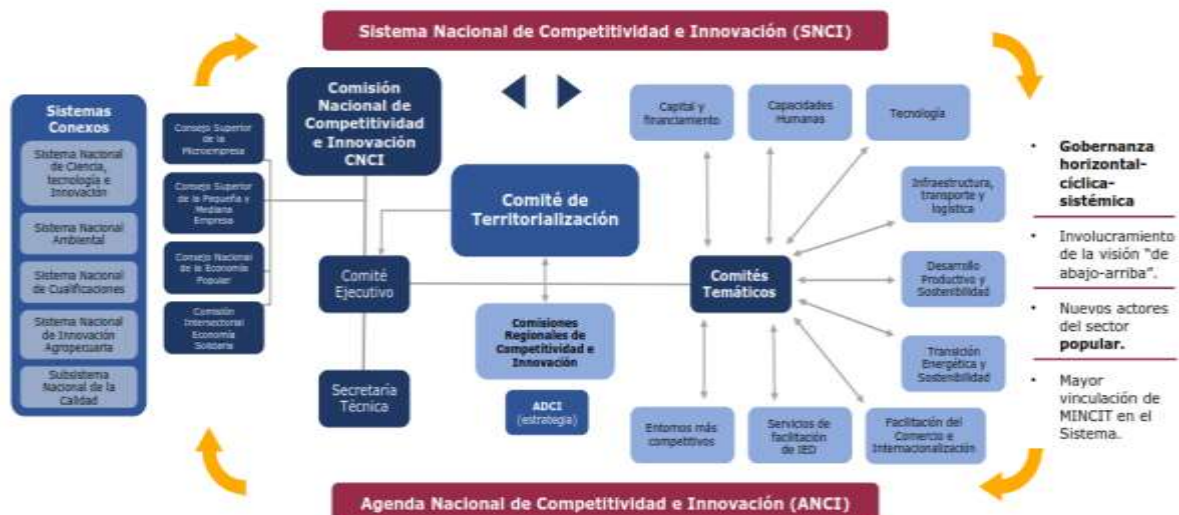 Sistema Nacional de Competitividad e Innovación (SNCI)
Sistemas
Conexos
Sistema Nacional
de Ciencia,
tecnología e
Innovación
Sistema Nacional
Ambiental
Sistema Nacional
de Cualificaciones
Sistema Nacional
de Innovación
Agropecuaria
Subsistema
Nacional de la
Calidad
Consejo Superior
de la
Microempresa
Consejo Superior
de la Pequeña y
Mediana
Empresa
Consejo Nacional
de la Economía
Popular
Comisión
Intersectorial
Economía
Solidaria
Comisión
Nacional de
Competitividad
e Innovación
CNCI
Comité
Ejecutivo
Secretaría
Técnica
Comité de
Territorialización
Comisiones
Regionales de
Competitividad e
Innovación
ADCI
(estrategia)
Capital y
financiamiento
Capacidades
Humanas
Tecnología
Infraestructura,
transporte y
logística
Comités
Temáticos
Desarrollo
Productivo y
Sostenibilidad
Transición
Energética y
Sostenibilidad
Entornos más
competitivos
Servicios de
facilitación
de IED
Facilitación del
Comercio e
Internacionalización
• Gobernanza
horizontal-
cíclica-
sistémica
• Involucramiento
de la visión “de
abajo-arriba”.
• Nuevos actores
del sector
popular.
• Mayor
vinculación de
MINCIT en el
Sistema.
Agenda Nacional de Competitividad e Innovación (ANCI)